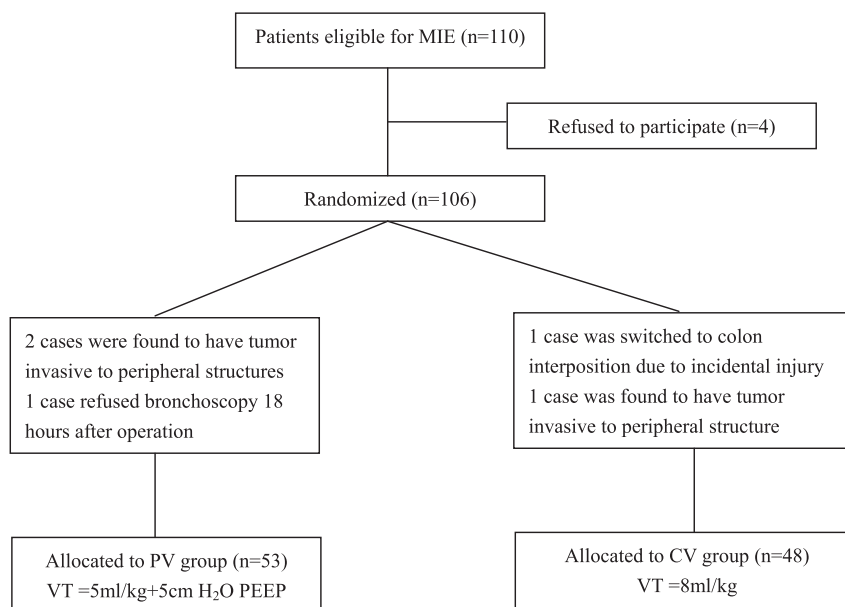 Patients eligible for MIE (n=110)
Refused to participate (n=4)
Randomized (n=106)
2 cases were found to have tumor
invasive to peripheral structures
1 case refused bronchoscopy 18
hours after operation
1 case was switched to colon
interposition due to incidental injury
1 case was found to have tumor
invasive to peripheral structure
Allocated to PV group (n=53)
VT =5ml/kg+5cm H₂O PEEP
Allocated to CV group (n=48)
VT =8ml/kg